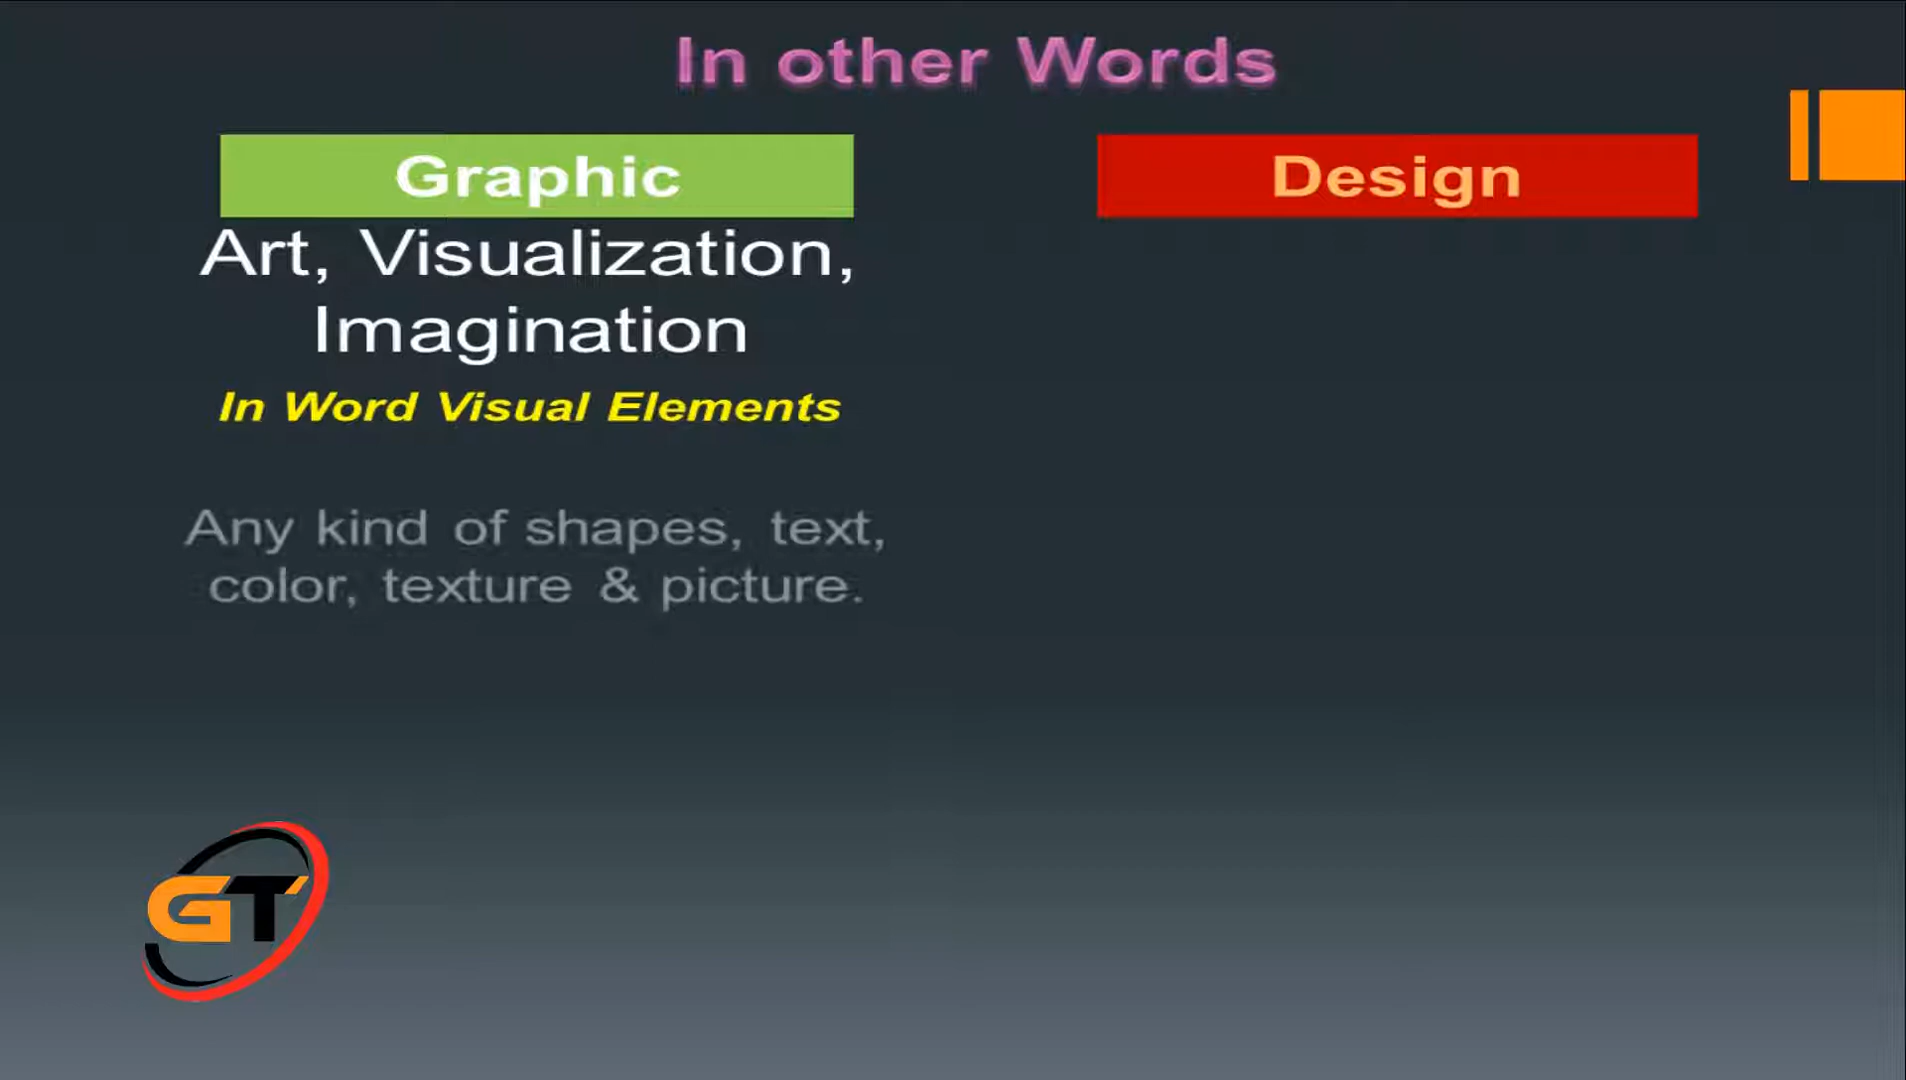 In other Words
Graphic
Design
Art, Visualization,
Imagination
In Word Visual Elements
Any kind of shapes, text,
color, texture & picture.
GT